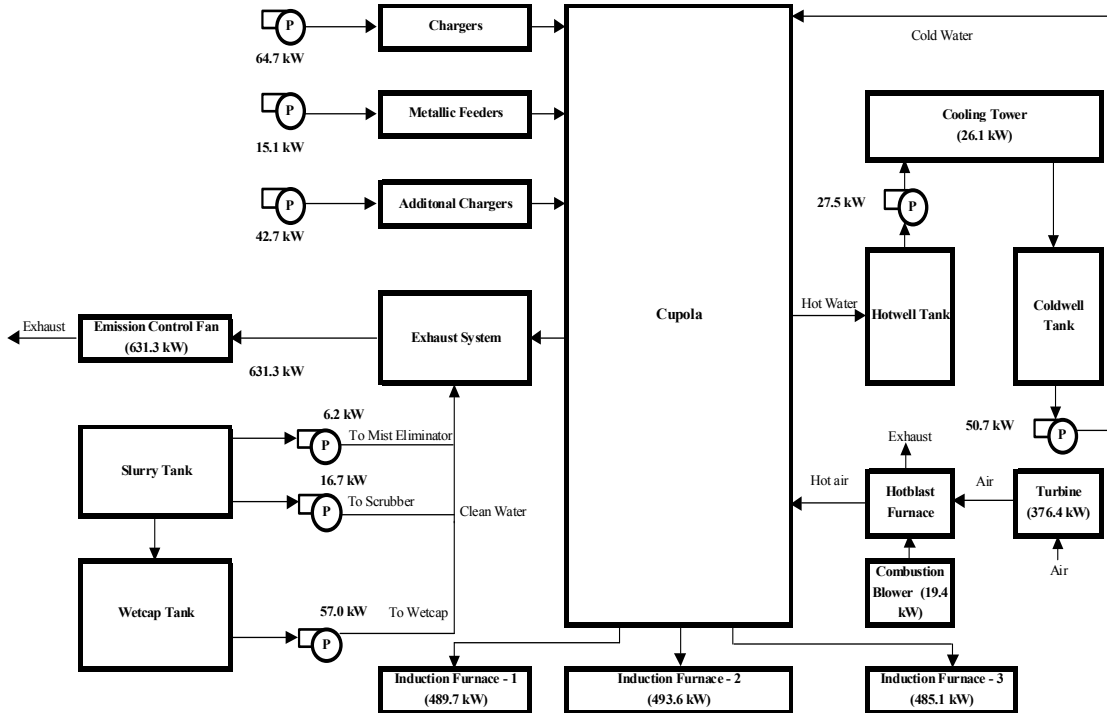 P
Chargers
64.7 kW
Cold Water
P
Metallic Feeders
15.1 kW
Cooling Tower
(26.1 kW)
P
Additonal Chargers
42.7 kW
27.5 kW
P
Cupola
Hot Water
Hotwell Tank
Coldwell
Tank
Exhaust
Emission Control Fan
(631.3 kW)
631.3 kW
Exhaust System
6.2 kW
P
To Mist Eliminator
Slurry Tank
16.7 kW
P
To Scrubber
Clean Water
50.7 kW
P
Exhaust
Hot air
Hotblast
Furnace
Air
Turbine
(376.4 kW)
Air
Combustion
Blower (19.4
kW)
Wetcap Tank
57.0 kW
P
To Wetcap
Induction Furnace - 1
(489.7 kW)
Induction Furnace - 2
(493.6 kW)
Induction Furnace - 3
(485.1 kW)